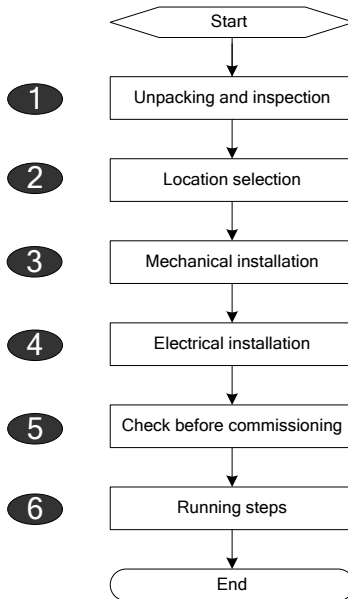 Start
1 Unpacking and inspection
2 Location selection
3 Mechanical installation
4 Electrical installation
5 Check before commissioning
6 Running steps
End